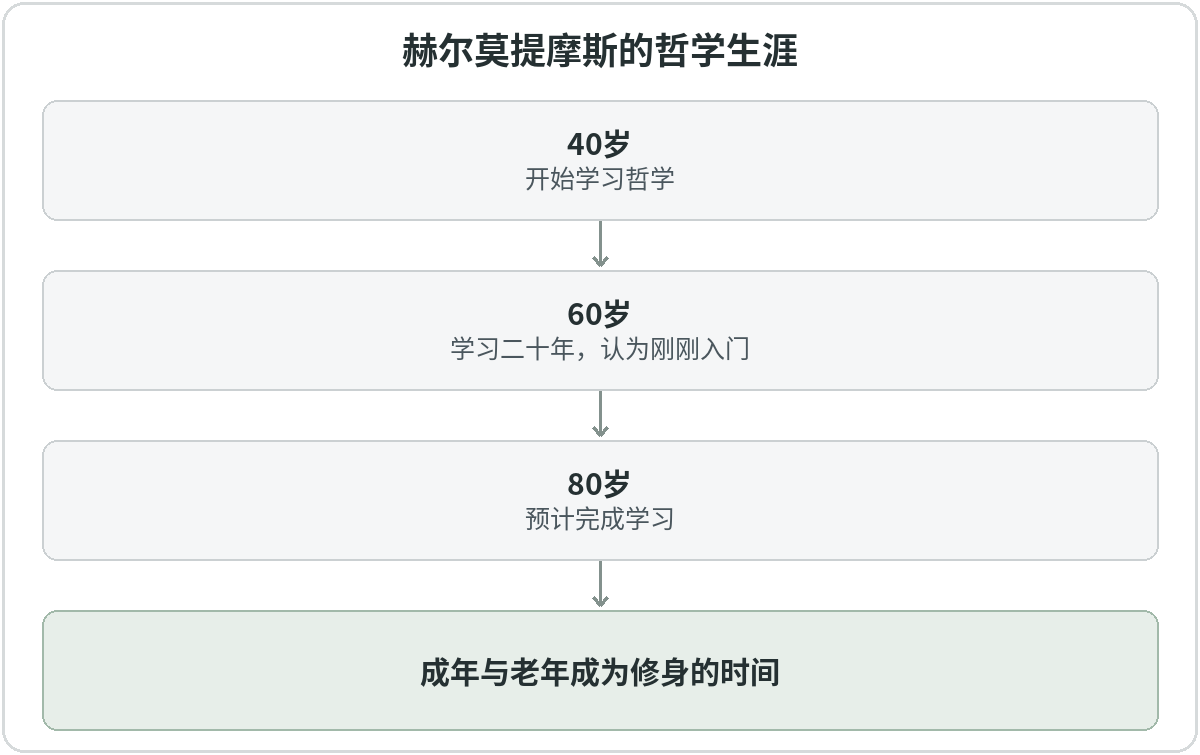 赫尔莫提摩斯的哲学生涯
40岁
开始学习哲学
60岁
学习二十年，认为刚刚入门
80岁
预计完成学习
成年与老年成为修身的时间